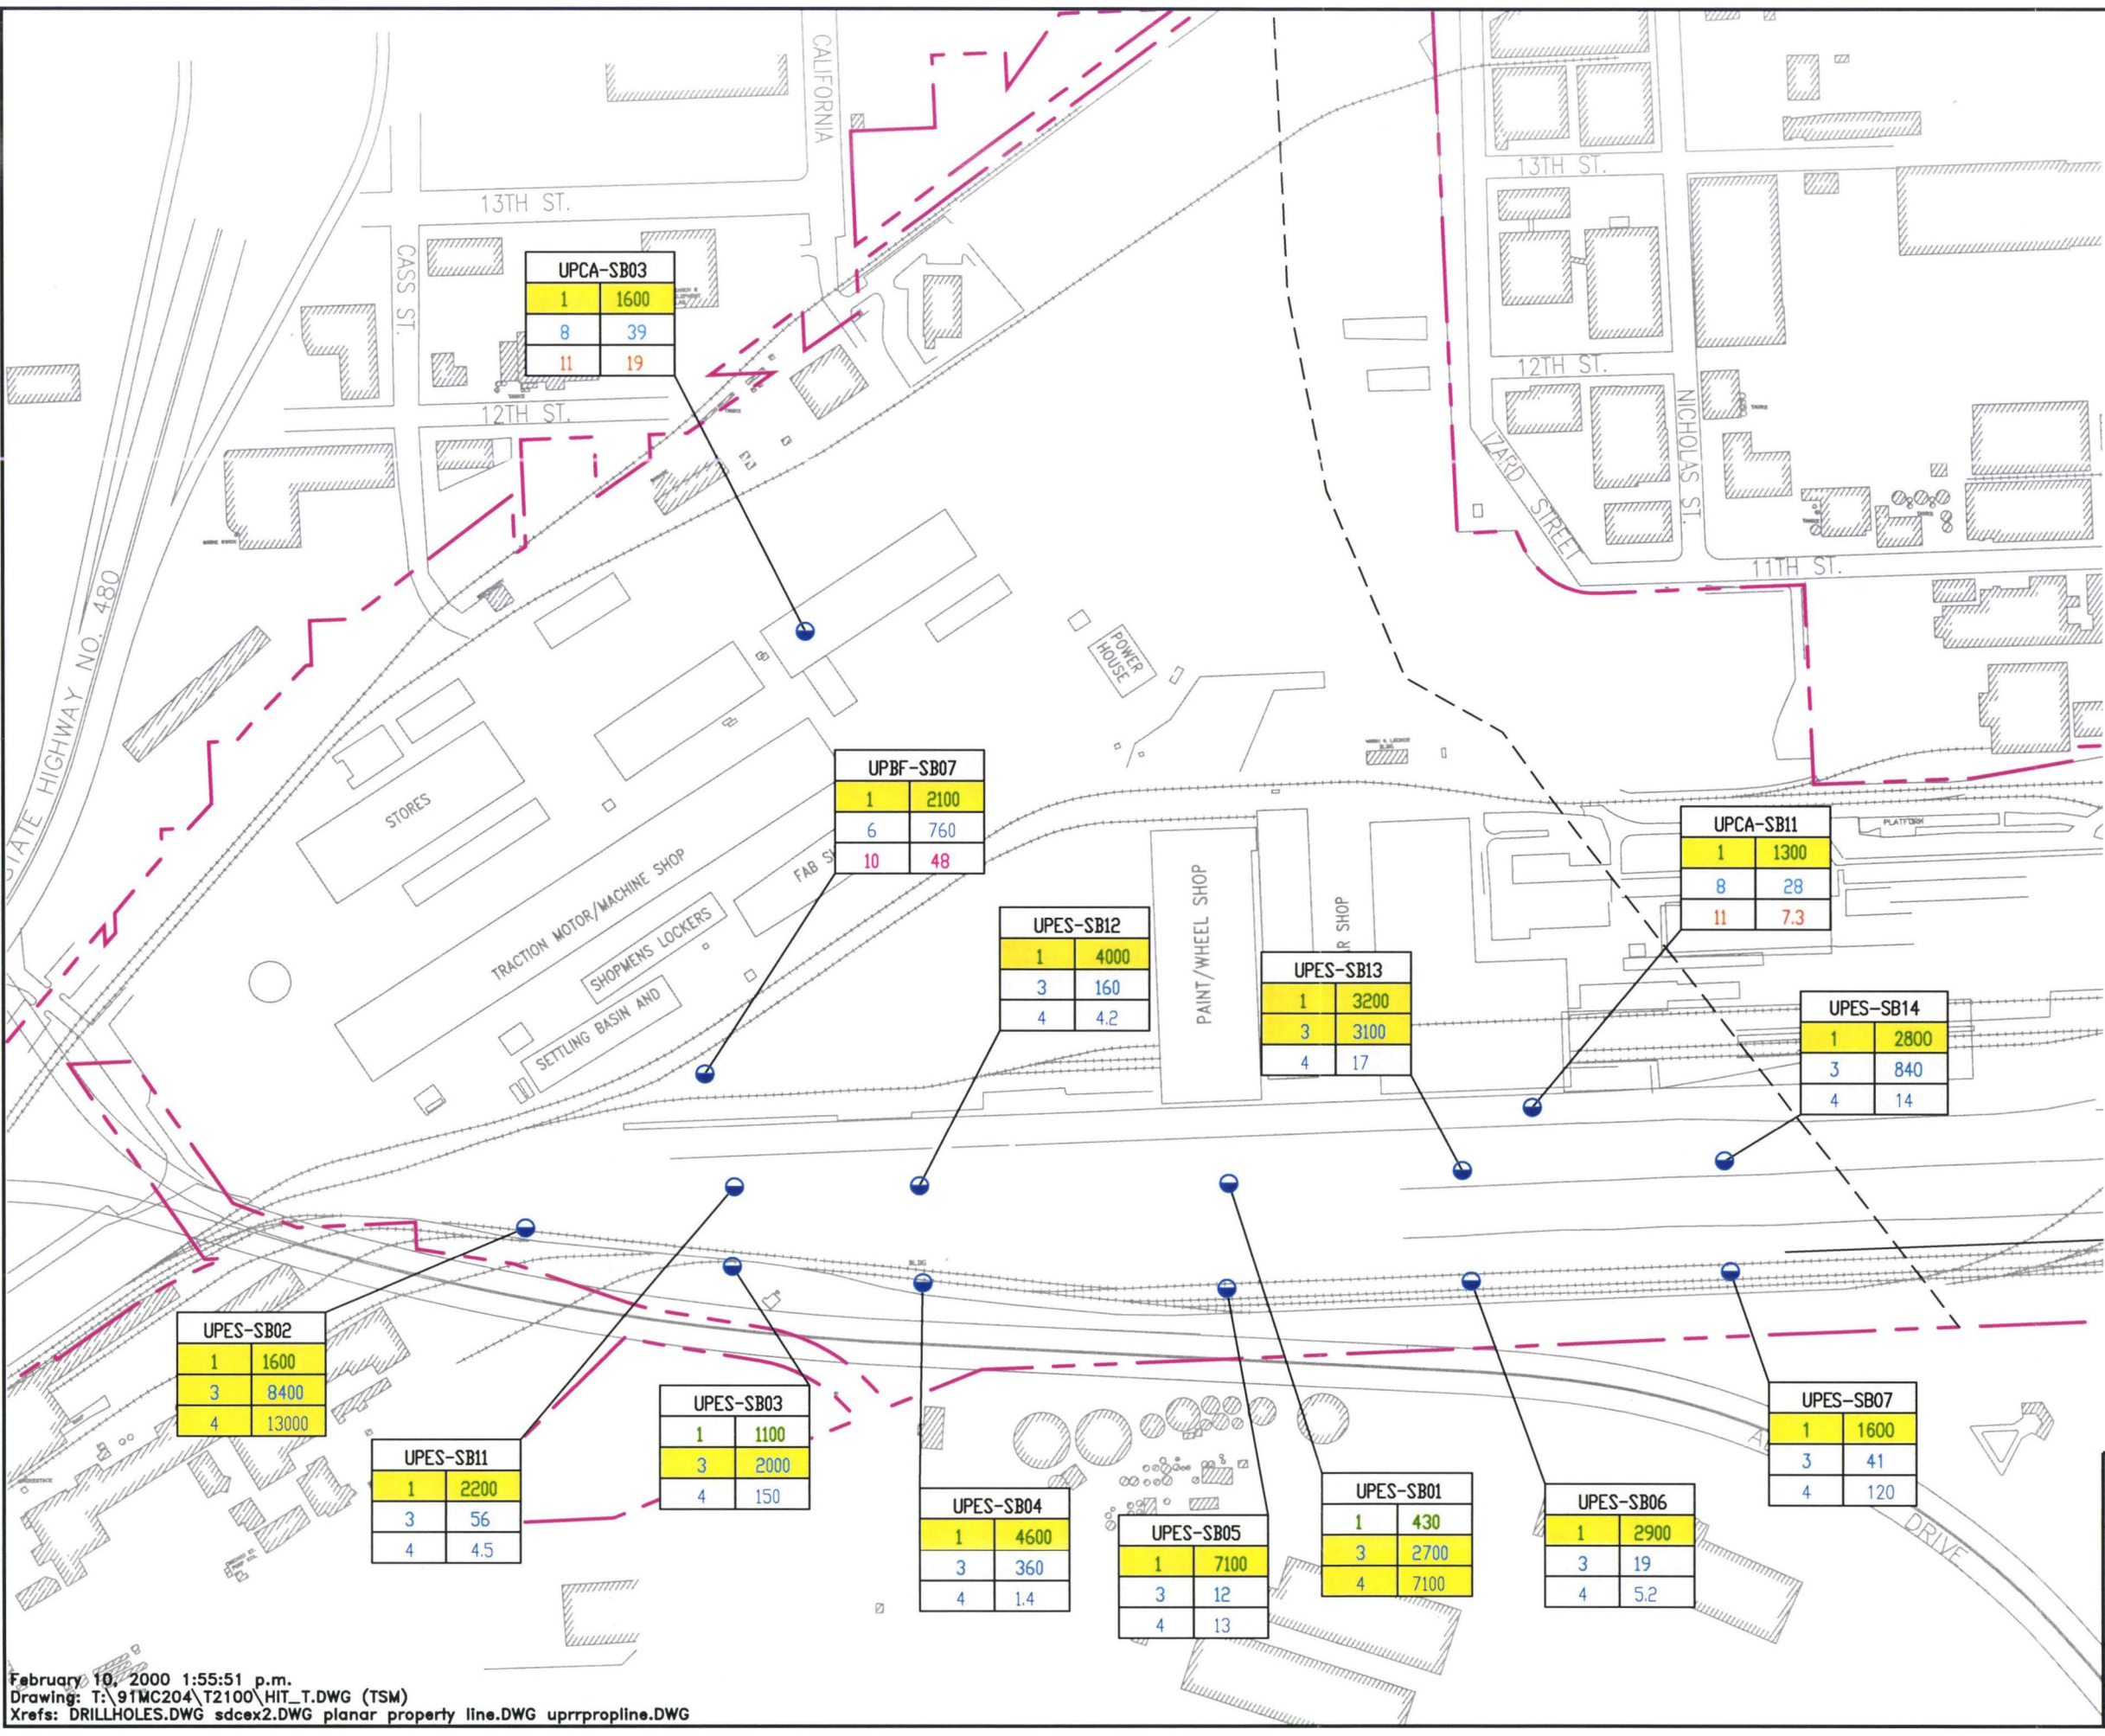 CALIFORNIA
13TH ST.
13TH ST.
CASS ST.
UPCA-SB03
1 1600
8 39
11 19
12TH ST.
12TH ST.
NICHOLAS ST.
IZARD STREET
11TH ST.
STATE HIGHWAY NO. 480
POWER
HOUSE
STORES
UPBF-SB07
1 2100
6 760
10 48
UPCA-SB11
1 1300
8 28
11 7.3
PLATFORM
FAB S
TRACTION MOTOR/MACHINE SHOP
SHOPMENS LOCKERS
SETTLING BASIN AND
PAINT/WHEEL SHOP
R SHOP
UPES-SB12
1 4000
3 160
4 4.2
UPES-SB13
1 3200
3 3100
4 17
UPES-SB14
1 2800
3 840
4 14
BLDG
UPES-SB02
1 1600
3 8400
4 13000
UPES-SB11
1 2200
3 56
4 4.5
UPES-SB03
1 1100
3 2000
4 150
UPES-SB04
1 4600
3 360
4 1.4
UPES-SB05
1 7100
3 12
4 13
UPES-SB01
1 430
3 2700
4 7100
UPES-SB06
1 2900
3 19
4 5.2
UPES-SB07
1 1600
3 41
4 120
DRIVE
February 10, 2000 1:55:51 p.m.
Drawing: T:\91MC204\T2100\HIT_T.DWG (TSM)
Xrefs: DRILLHOLES.DWG sdcex2.DWG planar property line.DWG uprrpropline.DWG